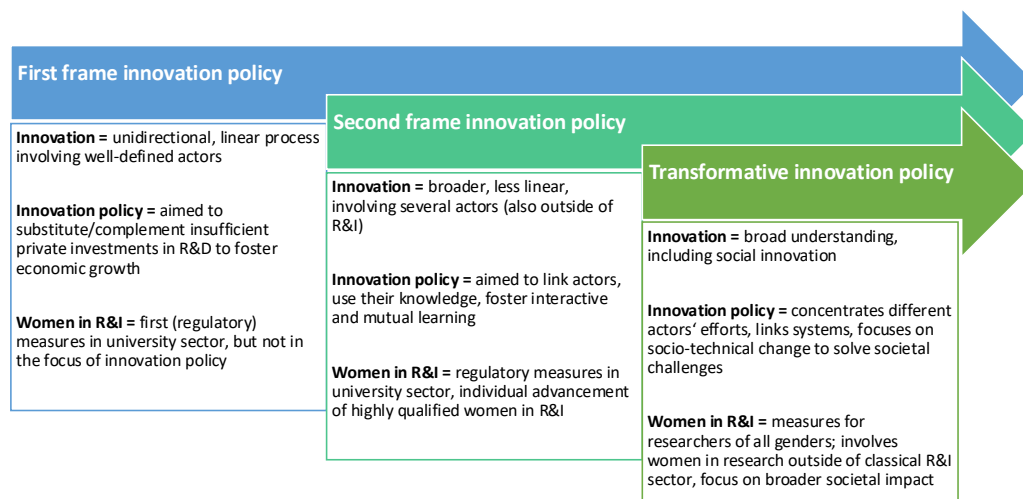 First frame innovation policy
Innovation = unidirectional, linear process
involving well-defined actors
Innovation policy = aimed to
substitute/complement insufficient
private investments in R&D to foster
economic growth
Women in R&I = first (regulatory)
measures in university sector, but not in
the focus of innovation policy
Second frame innovation policy
Innovation = broader, less linear,
involving several actors (also outside of
R&I)
Innovation policy = aimed to link actors,
use their knowledge, foster interactive
and mutual learning
Women in R&I = regulatory measures in
university sector, individual advancement
of highly qualified women in R&I
Transformative innovation policy
Innovation = broad understanding,
including social innovation
Innovation policy = concentrates different
actors‘ efforts, links systems, focuses on
socio-technical change to solve societal
challenges
Women in R&I = measures for
researchers of all genders; involves
women in research outside of classical R&I
sector, focus on broader societal impact